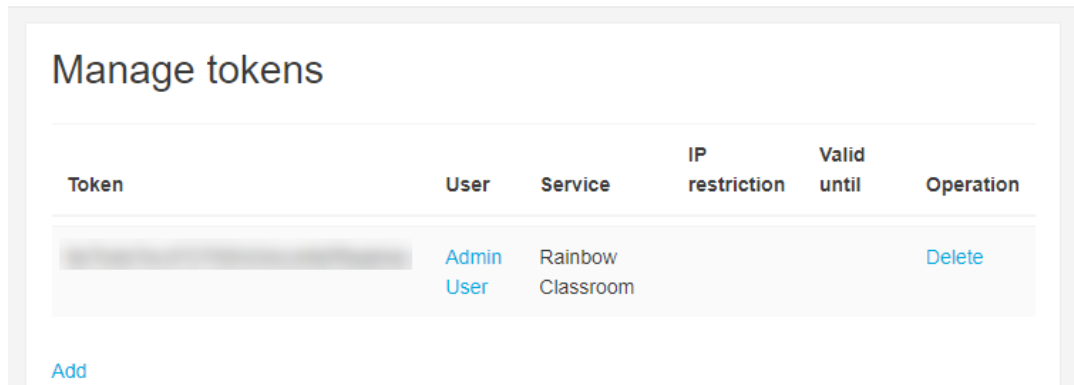 Manage tokens
Token User Service IP restriction Valid until Operation
Admin User Rainbow Classroom Delete
Add